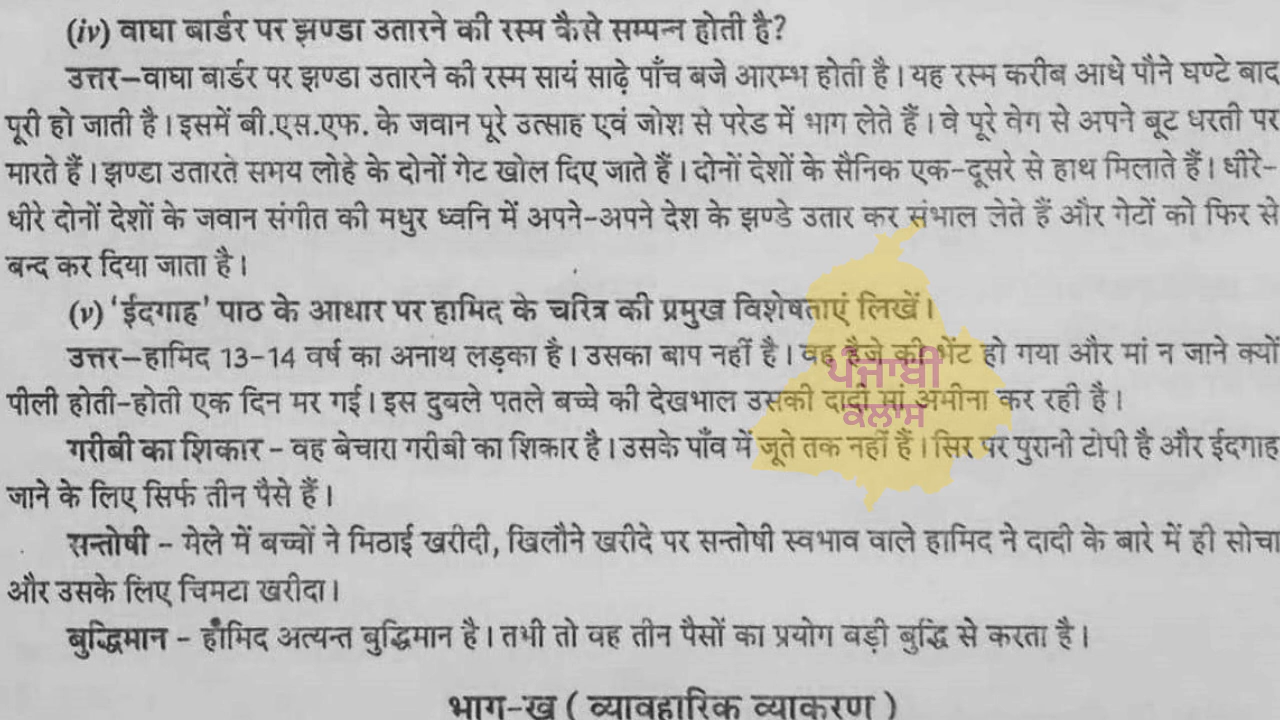 (iv) वाघा बार्डर पर झण्डा उतारने की रस्म कैसे सम्पन्न होती है?
उत्तर–वाघा बार्डर पर झण्डा उतारने की रस्म सायं साढ़े पाँच बजे आरम्भ होती है। यह रस्म करीब आधे पौने घण्टे बाद
पूरी हो जाती है। इसमें बी.एस.एफ. के जवान पूरे उत्साह एवं जोश से परेड में भाग लेते हैं। वे पूरे वेग से अपने बूट धरती पर
मारते हैं। झण्डा उतारते समय लोहे के दोनों गेट खोल दिए जाते हैं। दोनों देशों के सैनिक एक-दूसरे से हाथ मिलाते हैं। धीरे-
धीरे दोनों देशों के जवान संगीत की मधुर ध्वनि में अपने-अपने देश के झण्डे उतार कर संभाल लेते हैं और गेटों को फिर से
बन्द कर दिया जाता है।
(v) 'ईदगाह' पाठ के आधार पर हामिद के चरित्र की प्रमुख विशेषताएं लिखें।
उत्तर–हामिद 13-14 वर्ष का अनाथ लड़का है। उसका बाप नहीं है। वह हैजे की भेंट हो गया और मां न जाने क्यों
पीली होती-होती एक दिन मर गई। इस दुबले पतले बच्चे की देखभाल उसकी दादी मां अमीना कर रही है।
गरीबी का शिकार - वह बेचारा गरीबी का शिकार है। उसके पाँव में जूते तक नहीं हैं। सिर पर पुरानी टोपी है और ईदगाह
जाने के लिए सिर्फ तीन पैसे हैं।
सन्तोषी - मेले में बच्चों ने मिठाई खरीदी, खिलौने खरीदे पर सन्तोषी स्वभाव वाले हामिद ने दादी के बारे में ही सोचा
और उसके लिए चिमटा खरीदा।
बुद्धिमान - हामिद अत्यन्त बुद्धिमान है। तभी तो वह तीन पैसों का प्रयोग बड़ी बुद्धि से करता है।
भाग-ख ( व्यावहारिक व्याकरण )
ਪੰਜਾਬੀ
ਕਲਾਸ